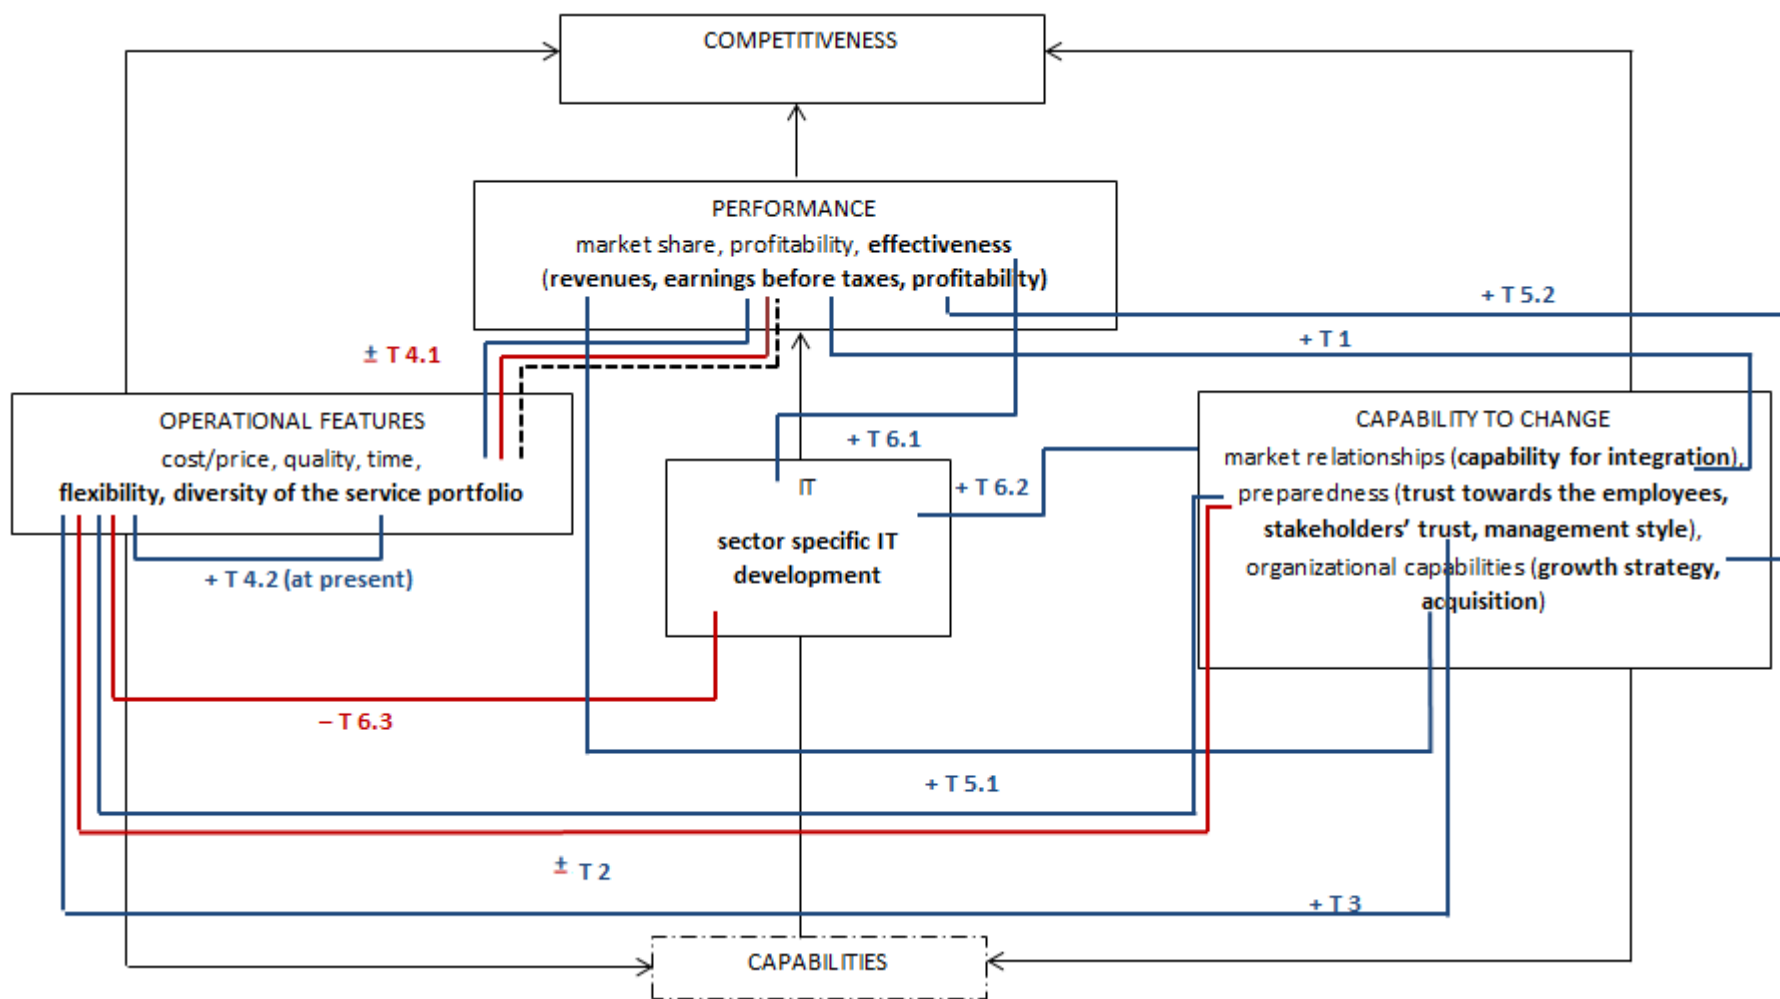 COMPETITIVENESS
PERFORMANCE
market share, profitability, effectiveness
(revenues, earnings before taxes, profitability)
+ T 5.2
+ T 1
± T 4.1
OPERATIONAL FEATURES
cost/price, quality, time,
flexibility, diversity of the service portfolio
+ T 4.2 (at present)
+ T 6.1
IT
sector specific IT
development
+ T 6.2
CAPABILITY TO CHANGE
market relationships (capability for integration),
preparedness (trust towards the employees,
stakeholders’ trust, management style),
organizational capabilities (growth strategy,
acquisition)
– T 6.3
+ T 5.1
± T 2
+ T 3
CAPABILITIES